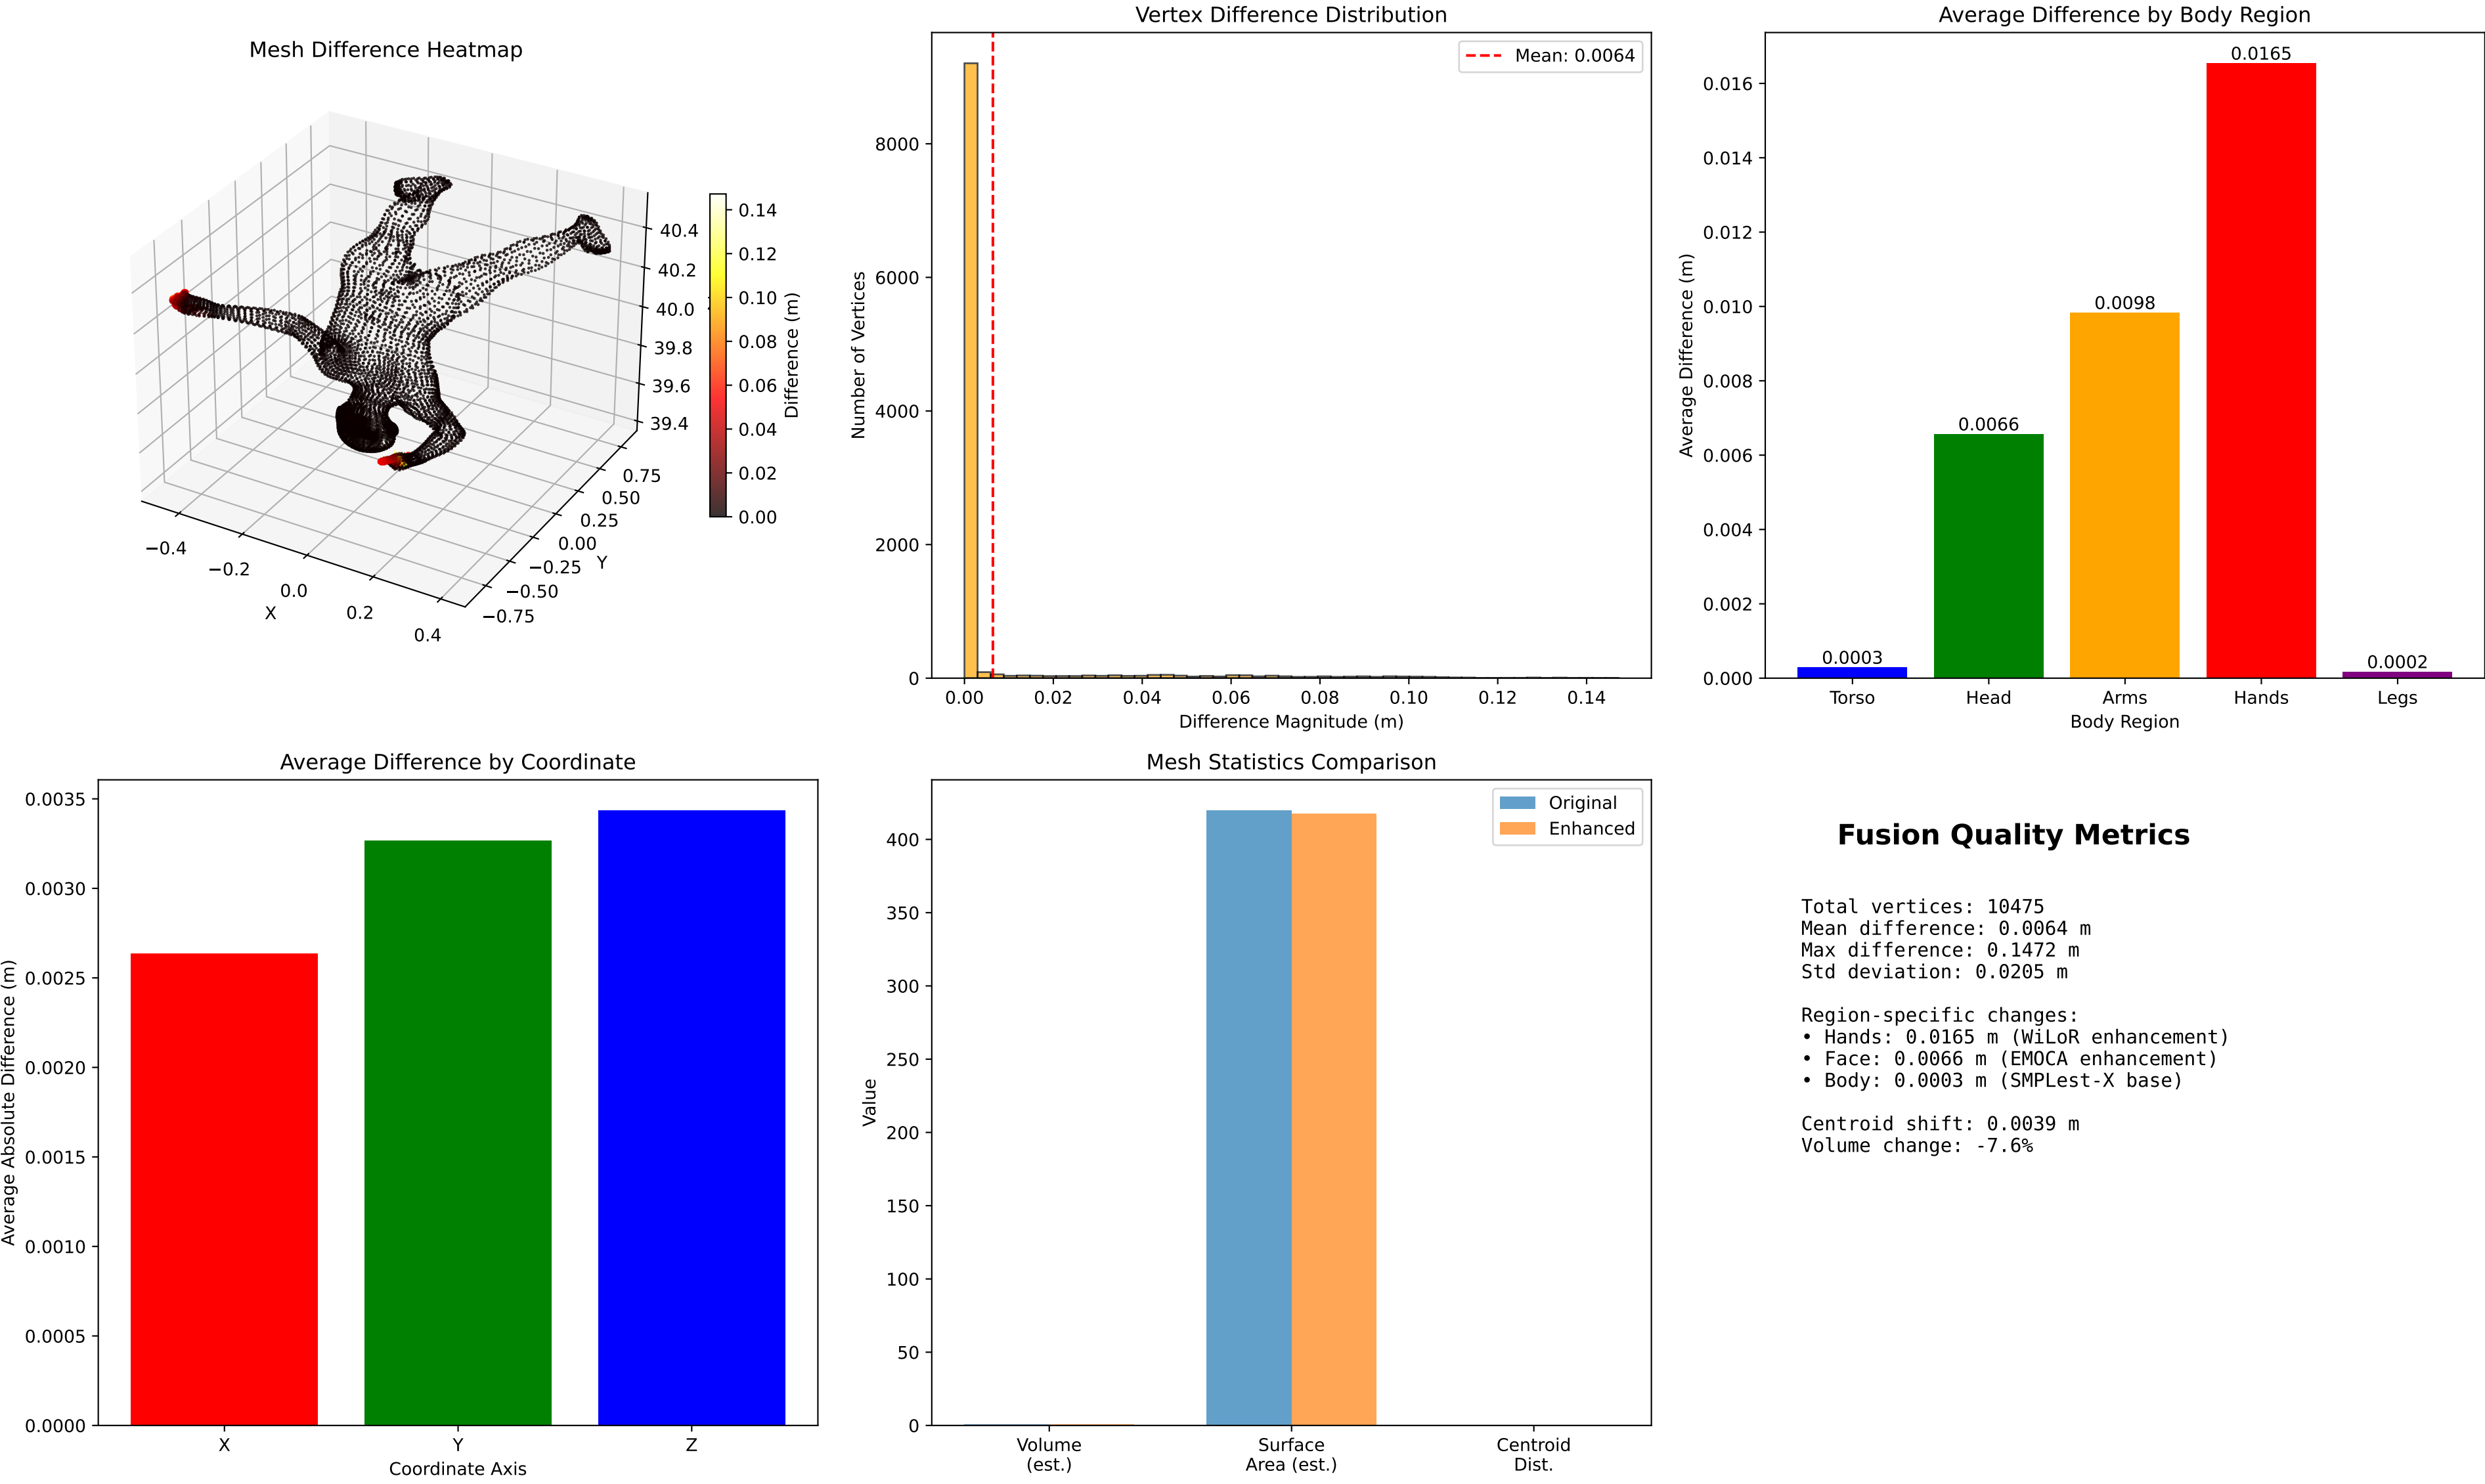 Mesh Difference Heatmap
40.4
40.2
40.0
39.8
39.6
39.4
0.75
0.50
0.25
0.00
−0.25
−0.50
−0.75
Y
−0.4
−0.2
0.0
0.2
0.4
X
0.14
0.12
0.10
0.08
0.06
0.04
0.02
0.00
Difference (m)
Vertex Difference Distribution
Mean: 0.0064
8000
6000
4000
2000
0
Number of Vertices
0.00 0.02 0.04 0.06 0.08 0.10 0.12 0.14
Difference Magnitude (m)
Average Difference by Body Region
0.016
0.014
0.012
0.010
0.008
0.006
0.004
0.002
0.000
Average Difference (m)
0.0003
0.0066
0.0098
0.0165
0.0002
Torso Head Arms Hands Legs
Body Region
Average Difference by Coordinate
0.0035
0.0030
0.0025
0.0020
0.0015
0.0010
0.0005
0.0000
Average Absolute Difference (m)
X Y Z
Coordinate Axis
Mesh Statistics Comparison
Original
Enhanced
400
350
300
250
200
150
100
50
0
Value
Volume
(est.)
Surface
Area (est.)
Centroid
Dist.
Fusion Quality Metrics
Total vertices: 10475
Mean difference: 0.0064 m
Max difference: 0.1472 m
Std deviation: 0.0205 m
Region-specific changes:
• Hands: 0.0165 m (WiLoR enhancement)
• Face: 0.0066 m (EMOCA enhancement)
• Body: 0.0003 m (SMPLest-X base)
Centroid shift: 0.0039 m
Volume change: -7.6%